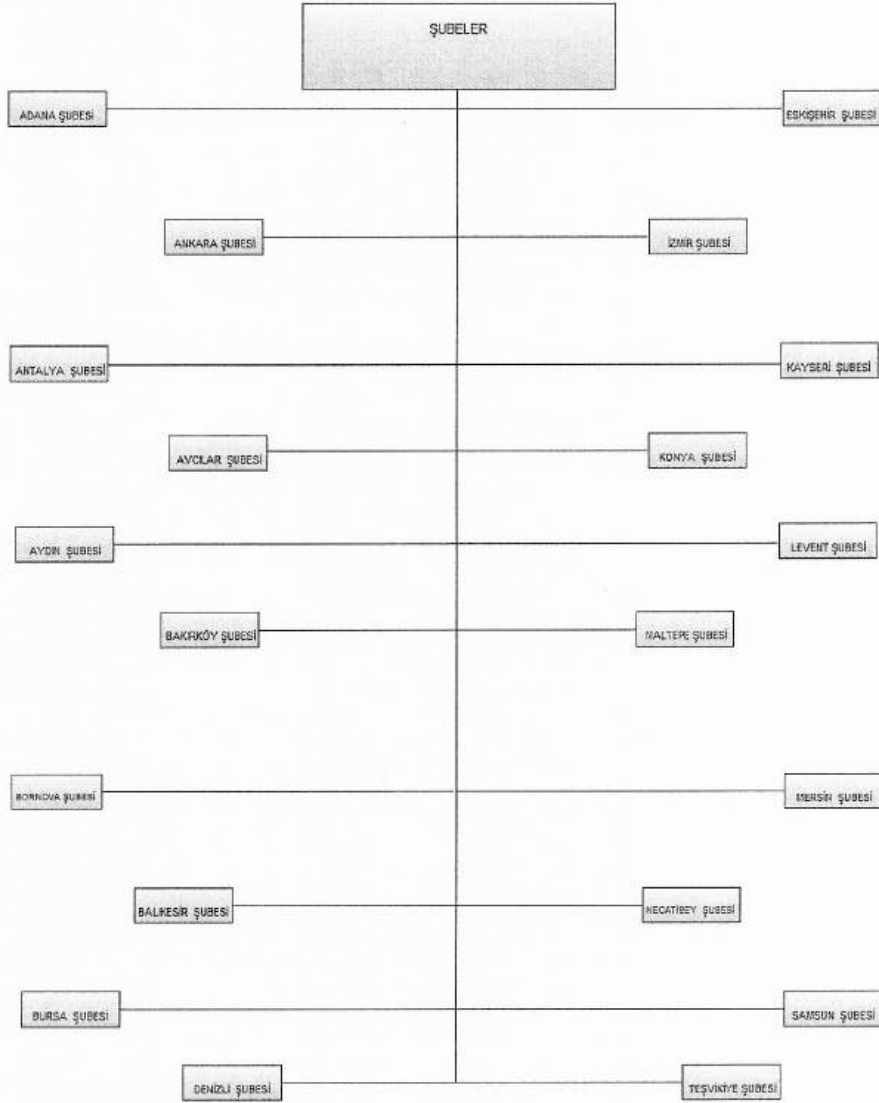 ŞUBELER
ADANA ŞUBESİ
ESKİŞEHİR ŞUBESİ
ANKARA ŞUBESİ
İZMİR ŞUBESİ
ANTALYA ŞUBESİ
KAYSERİ ŞUBESİ
AVCILAR ŞUBESİ
KONYA ŞUBESİ
AYDIN ŞUBESİ
LEVENT ŞUBESİ
BAKIRKÖY ŞUBESİ
MALTEPE ŞUBESİ
BORNOVA ŞUBESİ
MERSİN ŞUBESİ
BALIKESİR ŞUBESİ
NECATİBEY ŞUBESİ
BURSA ŞUBESİ
SAMSUN ŞUBESİ
DENİZLİ ŞUBESİ
TEŞVİKİYE ŞUBESİ